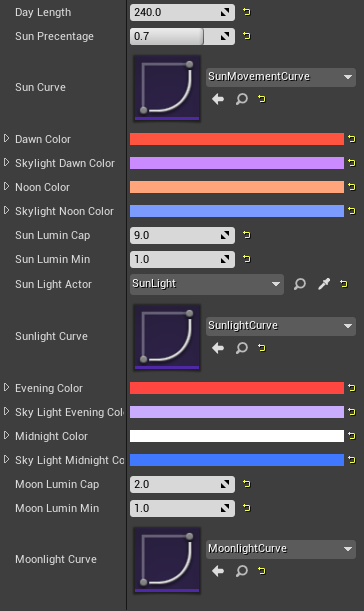 Day Length 240.0
Sun Precentage 0.7
Sun Curve SunMovementCurve
Dawn Color
Skylight Dawn Color
Noon Color
Skylight Noon Color
Sun Lumin Cap 9.0
Sun Lumin Min 1.0
Sun Light Actor SunLight
Sunlight Curve SunlightCurve
Evening Color
Sky Light Evening Colo
Midnight Color
Sky Light Midnight Co
Moon Lumin Cap 2.0
Moon Lumin Min 1.0
Moonlight Curve MoonlightCurve